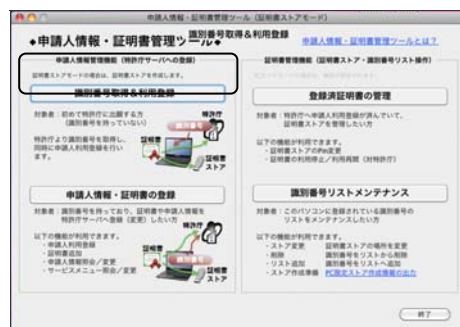 申請人情報・証明書管理ツール（証明書ストアモード）
識別番号取得＆利用登録
◆申請人情報・証明書管理ツール◆
申請人情報・証明書管理ツールとは？
申請人情報管理機能（特許庁サーバへの登録）
証明書ストアモードの場合は、証明書ストアを作成します。
識別番号取得＆利用登録
対象者：初めて特許庁に出願する方
（識別番号を持っていない）
特許庁より識別番号を取得し、
同時に申請人利用登録を行い
ます。
特許庁
識別番号
証明書
証明書
ストア
申請人情報・証明書の登録
対象者：識別番号を持っており、証明書や申請人情報を
特許庁サーバへ登録（変更）したい方
以下の機能が利用できます。
・申請人利用登録
・証明書追加
・申請人情報照会／変更
・サービスメニュー照会／変更
特許庁
識別番号
証明書
証明書
ストア
証明書管理機能（証明書ストア・識別番号リスト操作）
登録済証明書の管理
対象者：特許庁へ申請人利用登録が済んでいて、
証明書ストアを管理したい方
以下の機能が利用できます。
・証明書ストアのPin変更
・証明書の利用停止／利用再開（対特許庁）
識別番号リストメンテナンス
対象者：このパソコンに登録されている識別番号の
リストをメンテナンスしたい方
以下の機能が利用できます。
・ストア変更　証明書ストアの場所を変更
・削除　識別番号をリストから削除
・リスト追加　識別番号をリストへ追加
・ストア作成準備　PC限定ストア作成情報の出力
終了